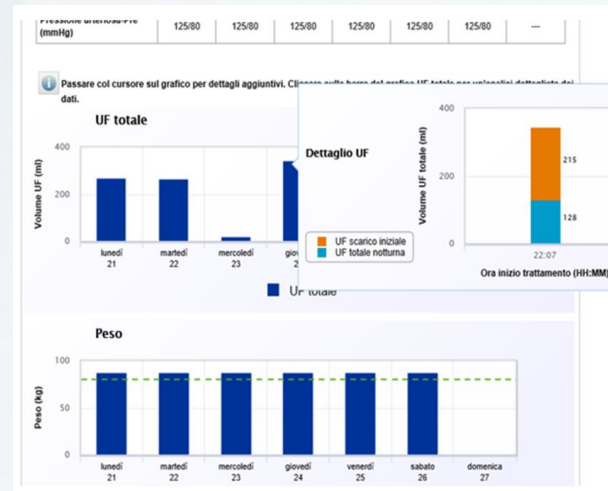 (mmHg)
125/80 125/80 125/80 125/80 125/80 125/80 ---
Passare col cursore sul grafico per dettagli aggiuntivi.
dati.
UF totale
Volume UF (ml)
400
200
0
lunedì
21
martedì
22
mercoledì
23
UF totale
Dettaglio UF
UF scarico iniziale
UF totale notturna
Volume UF totale (ml)
400
200
0
215
128
22:07
Ora inizio trattamento (HH:MM)
Peso
Peso (kg)
100
50
0
lunedì
21
martedì
22
mercoledì
23
giovedì
24
venerdì
25
sabato
26
domenica
27